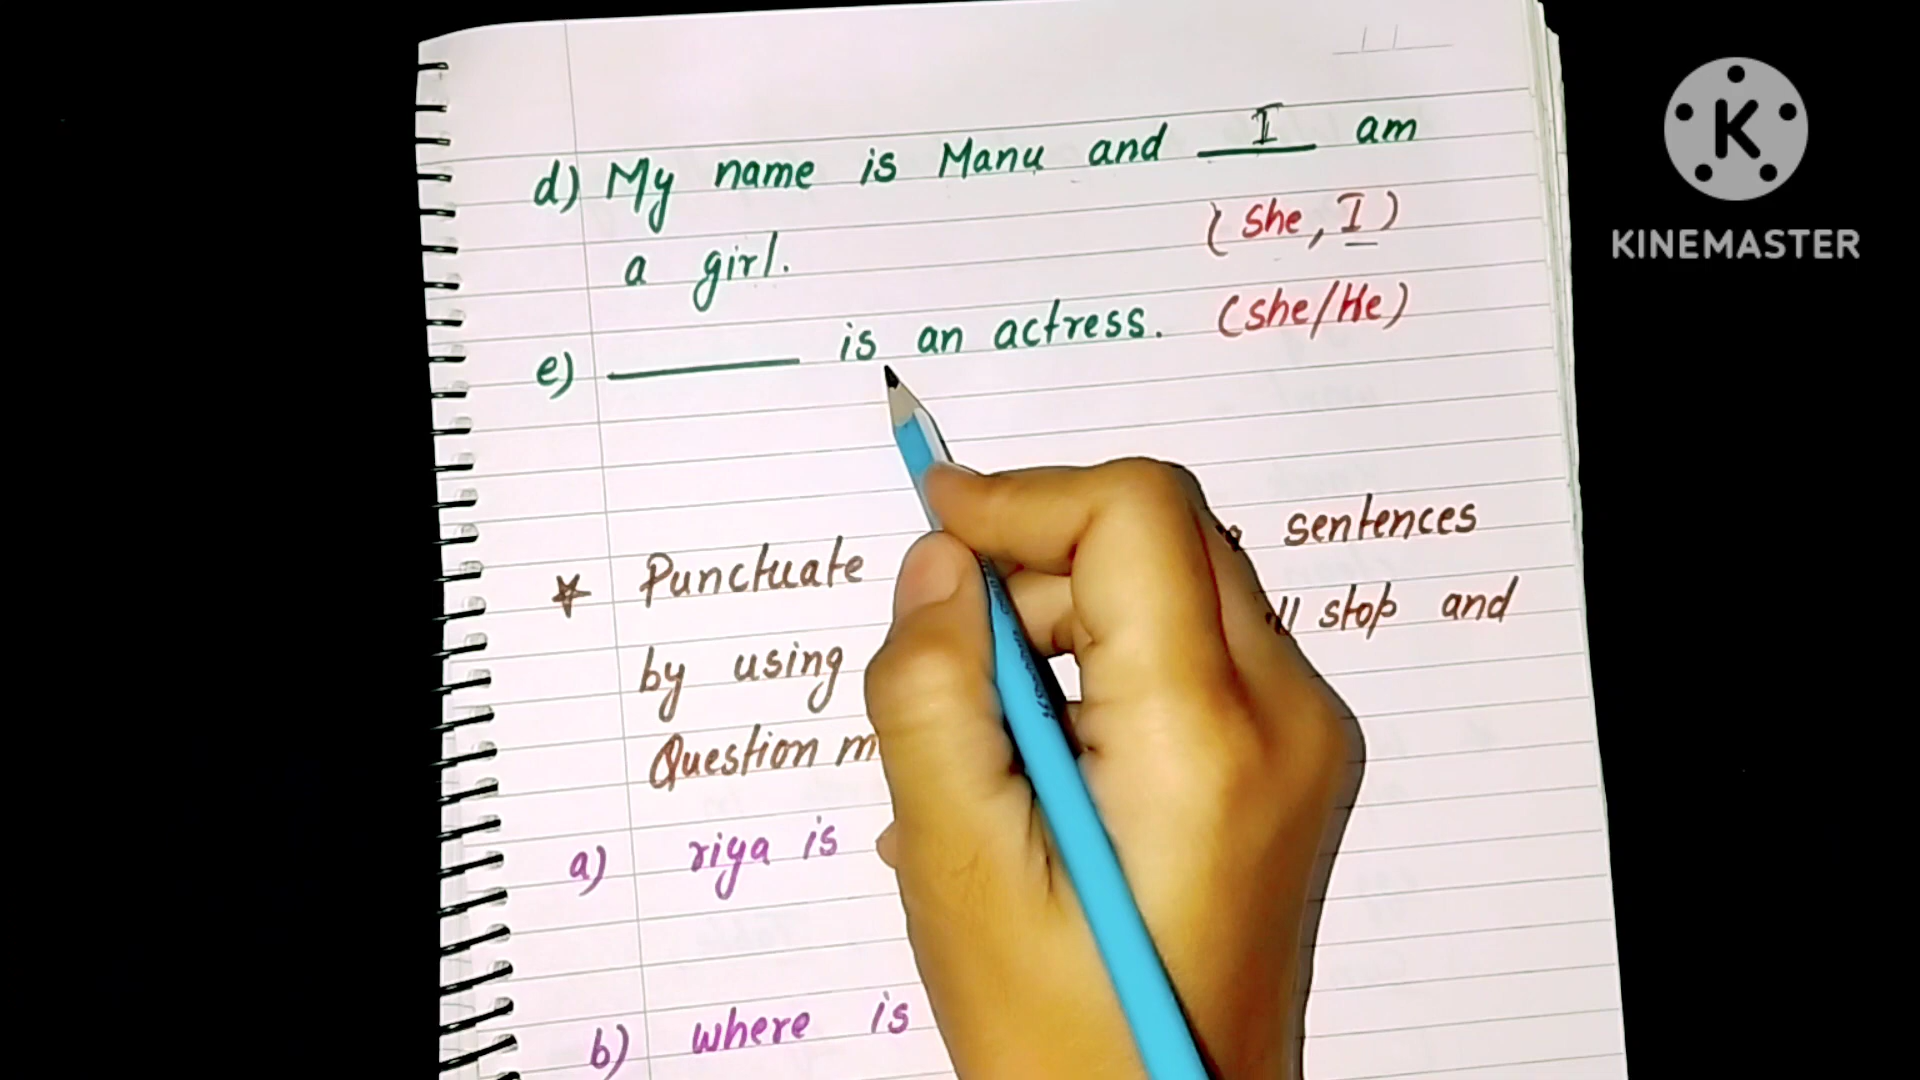 d) My name is Manu and I am
(She, I)
a girl.
e) ______ is an actress. (She/He)
* Punctuate sentences
by using stop and
Question
a) riya is
b) where is
K
KINEMASTER